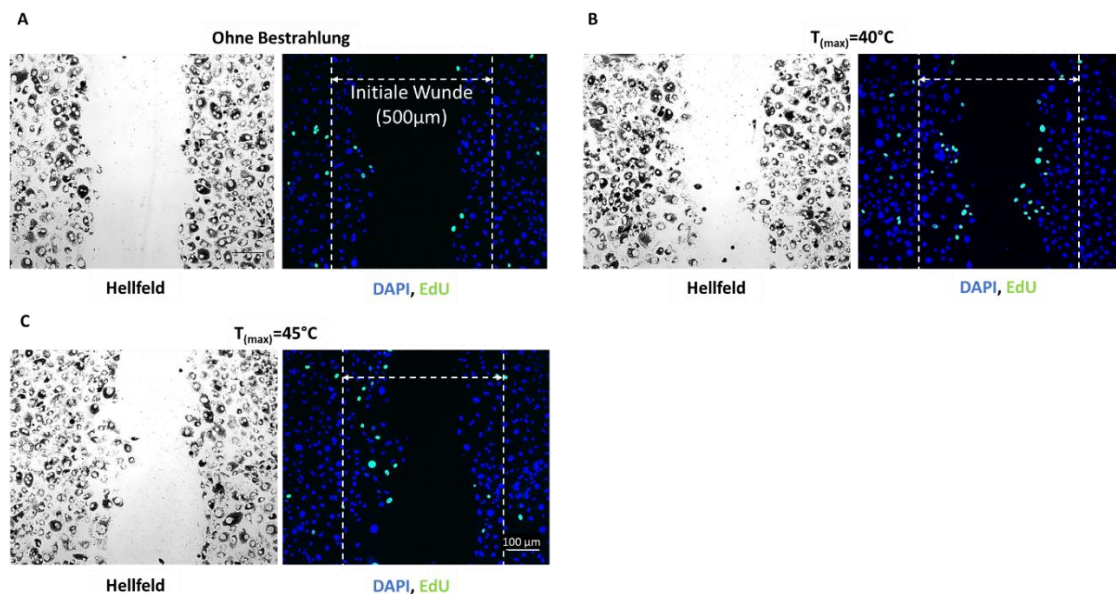 A
Ohne Bestrahlung
Initiale Wunde
(500µm)
Hellfeld
DAPI, EdU
B
T(max)=40°C
Hellfeld
DAPI, EdU
C
T(max)=45°C
100 µm
Hellfeld
DAPI, EdU